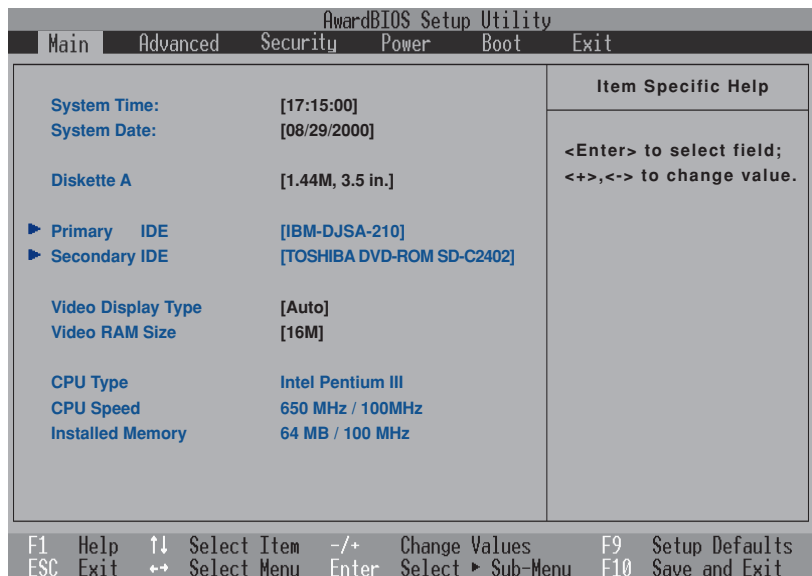 AwardBIOS Setup Utility
Main Advanced Security Power Boot Exit
Item Specific Help
System Time: [17:15:00]
System Date: [08/29/2000]
<Enter> to select field;
<+>,<-> to change value.
Diskette A [1.44M, 3.5 in.]
▶ Primary IDE [IBM-DJSA-210]
▶ Secondary IDE [TOSHIBA DVD-ROM SD-C2402]
Video Display Type [Auto]
Video RAM Size [16M]
CPU Type Intel Pentium III
CPU Speed 650 MHz / 100MHz
Installed Memory 64 MB / 100 MHz
F1 Help ↑↓ Select Item -/+ Change Values F9 Setup Defaults
ESC Exit ←→ Select Menu Enter Select ▶ Sub-Menu F10 Save and Exit